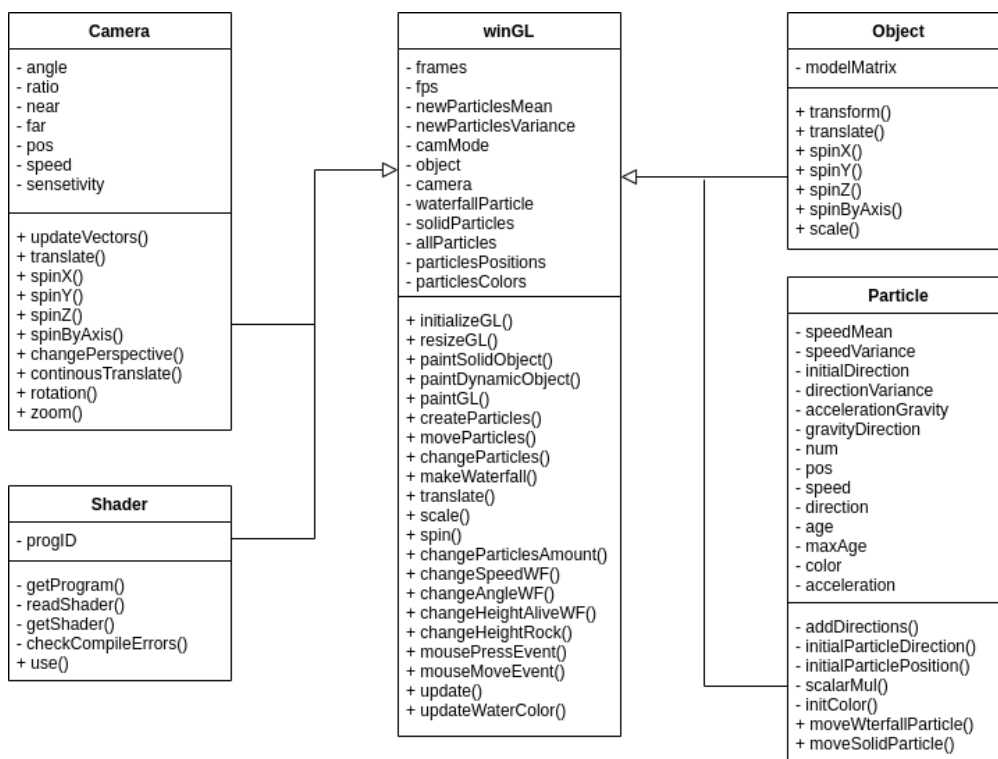 Camera
- angle
- ratio
- near
- far
- pos
- speed
- sensetivity
+ updateVectors()
+ translate()
+ spinX()
+ spinY()
+ spinZ()
+ spinByAxis()
+ changePerspective()
+ continousTranslate()
+ rotation()
+ zoom()
Shader
- progID
- getProgram()
- readShader()
- getShader()
- checkCompileErrors()
+ use()
winGL
- frames
- fps
- newParticlesMean
- newParticlesVariance
- camMode
- object
- camera
- waterfallParticle
- solidParticles
- allParticles
- particlesPositions
- particlesColors
+ initializeGL()
+ resizeGL()
+ paintSolidObject()
+ paintDynamicObject()
+ paintGL()
+ createParticles()
+ moveParticles()
+ changeParticles()
+ makeWaterfall()
+ translate()
+ scale()
+ spin()
+ changeParticlesAmount()
+ changeSpeedWF()
+ changeAngleWF()
+ changeHeightAliveWF()
+ changeHeightRock()
+ mousePressEvent()
+ mouseMoveEvent()
+ update()
+ updateWaterColor()
Object
- modelMatrix
+ transform()
+ translate()
+ spinX()
+ spinY()
+ spinZ()
+ spinByAxis()
+ scale()
Particle
- speedMean
- speedVariance
- initialDirection
- directionVariance
- accelerationGravity
- gravityDirection
- num
- pos
- speed
- direction
- age
- maxAge
- color
- acceleration
- addDirections()
- initialParticleDirection()
- initialParticlePosition()
- scalarMul()
- initColor()
+ moveWterfallParticle()
+ moveSolidParticle()